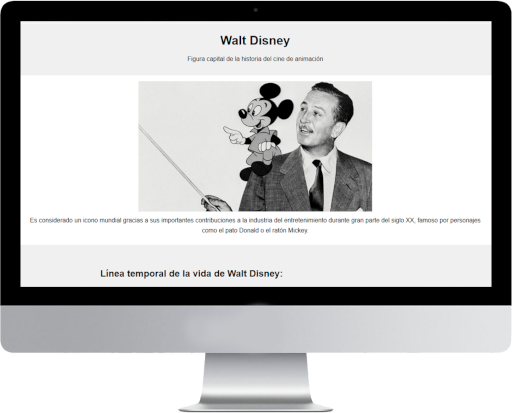 Walt Disney
Figura capital de la historia del cine de animación
Es considerado un icono mundial gracias a sus importantes contribuciones a la industria del entretenimiento durante gran parte del siglo XX, famoso por personajes
como el pato Donald o el ratón Mickey.
Línea temporal de la vida de Walt Disney: